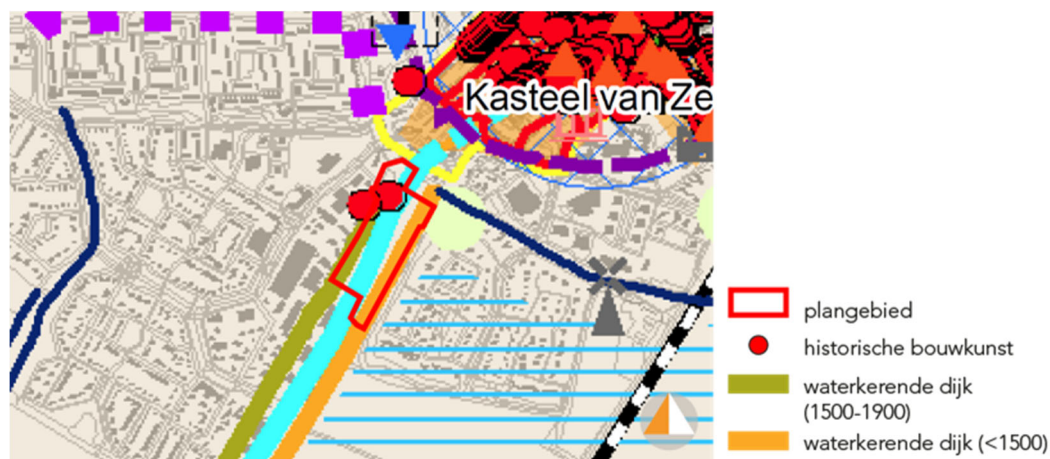 Kasteel van Ze
plangebied
historische bouwkunst
waterkerende dijk
(1500-1900)
waterkerende dijk (<1500)